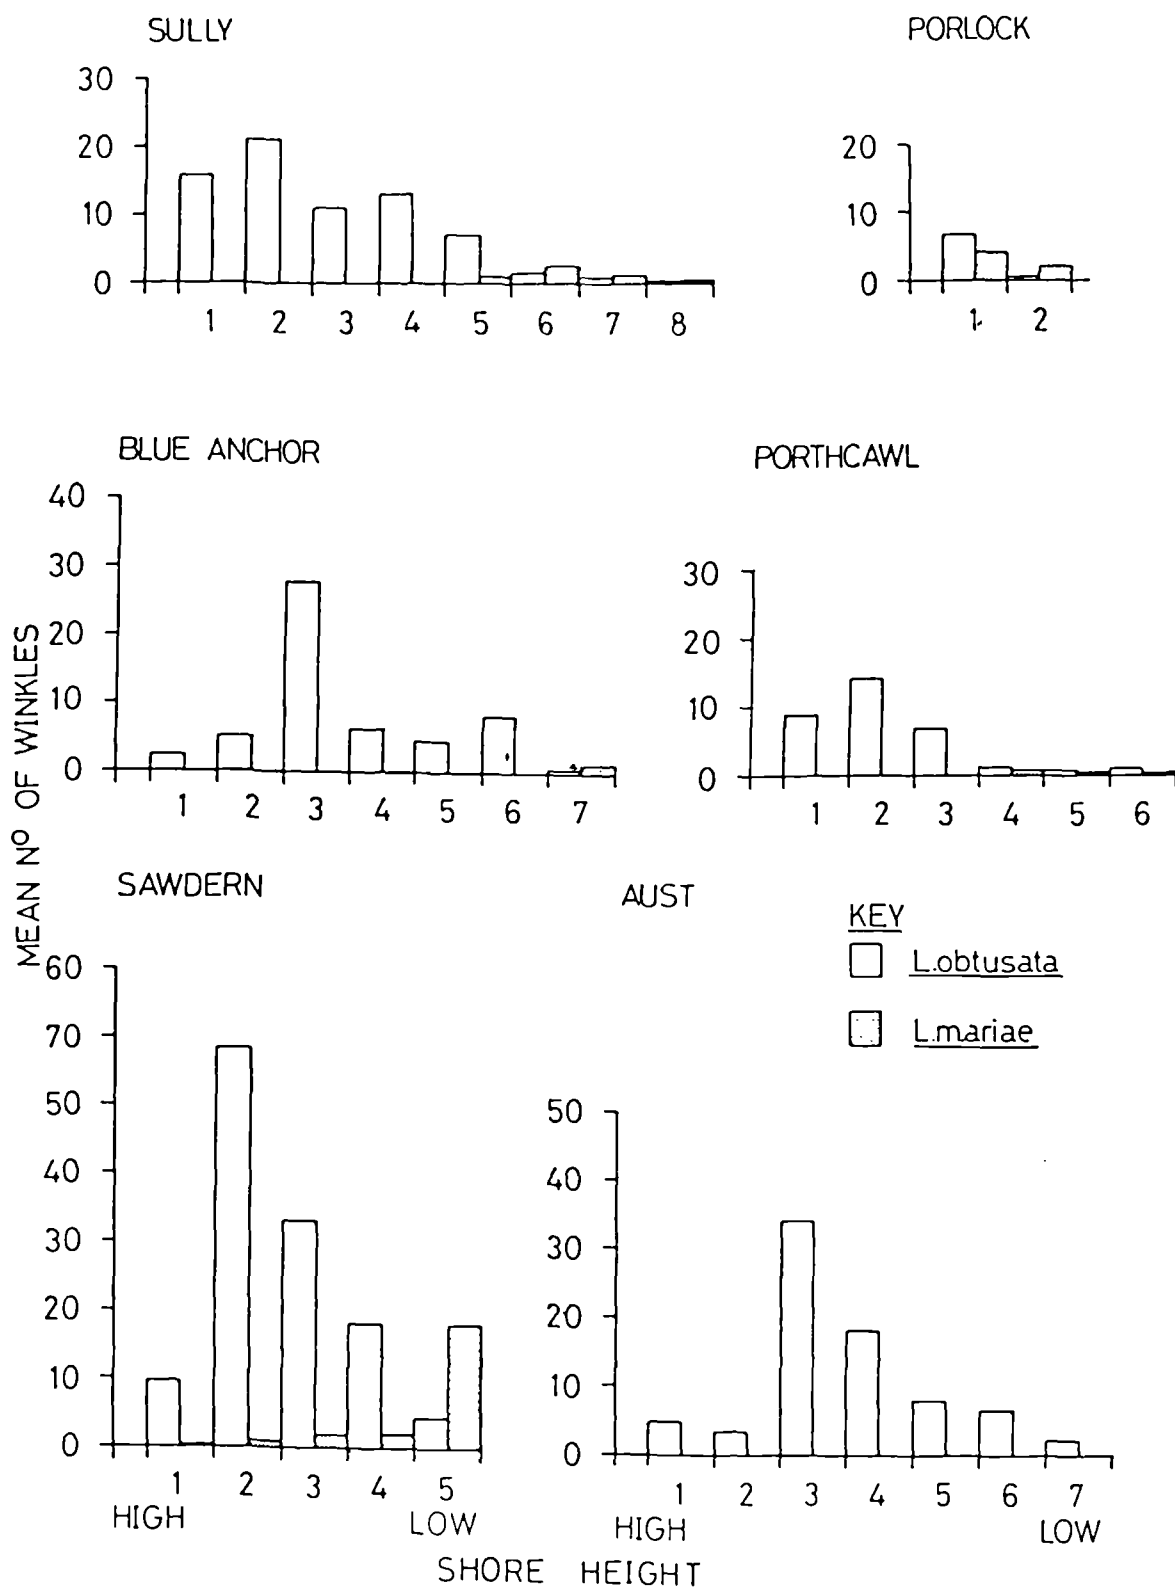 SULLY
30
20
10
0
1 2 3 4 5 6 7 8
PORLOCK
20
10
0
1 2
BLUE ANCHOR
40
30
20
10
0
1 2 3 4 5 6 7
PORTHCAWL
30
20
10
0
1 2 3 4 5 6
MEAN Nº OF WINKLES
SAWDERN
60
70
50
40
30
20
10
0
1 2 3 4 5
HIGH LOW
AUST
50
40
30
20
10
0
1 2 3 4 5 6 7
HIGH LOW
KEY
L.obtusata
L.mariae
SHORE HEIGHT